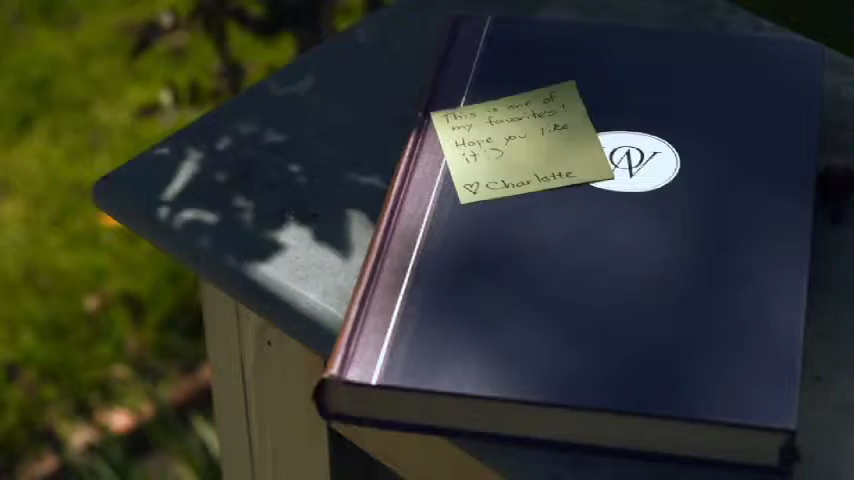 This is one of
my favorites!
Hope you like
it :)
♡ Charlotte